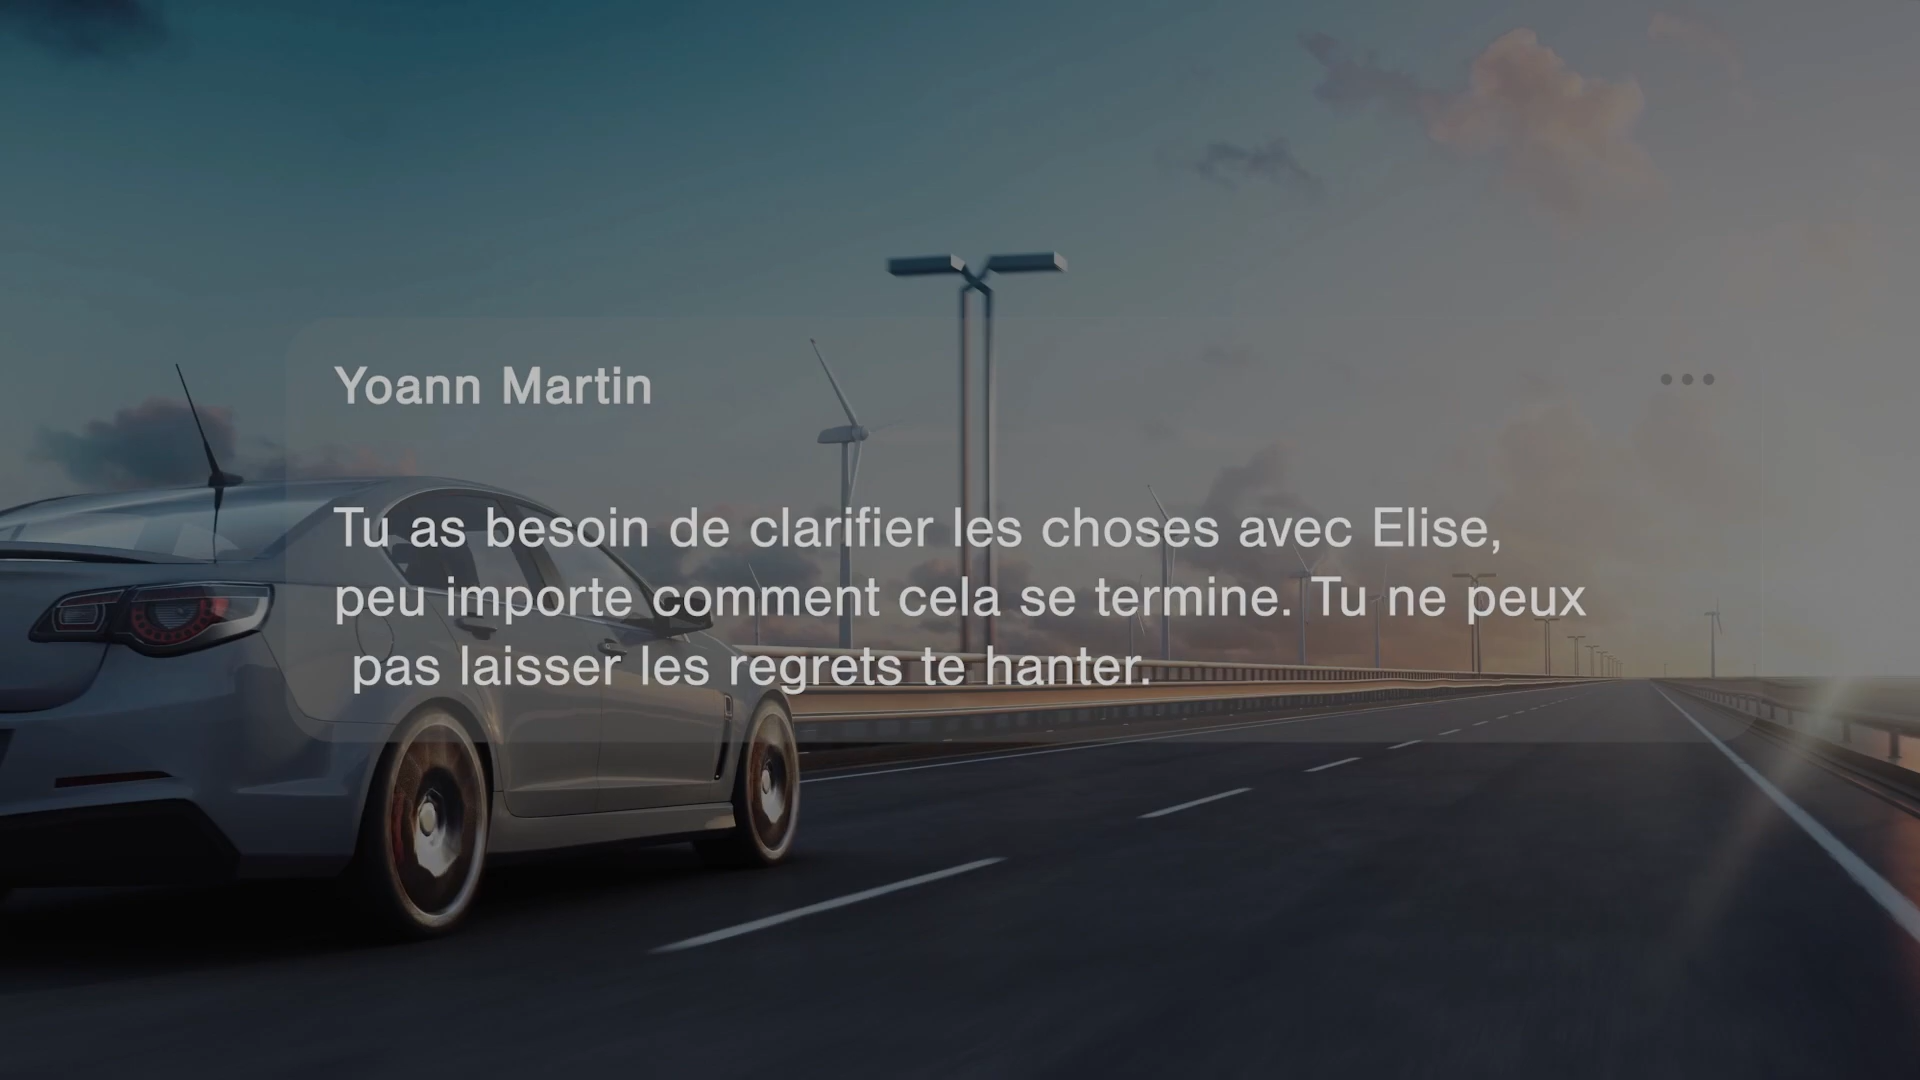 Yoann Martin
Tu as besoin de clarifier les choses avec Elise,
peu importe comment cela se termine. Tu ne peux
pas laisser les regrets te hanter.